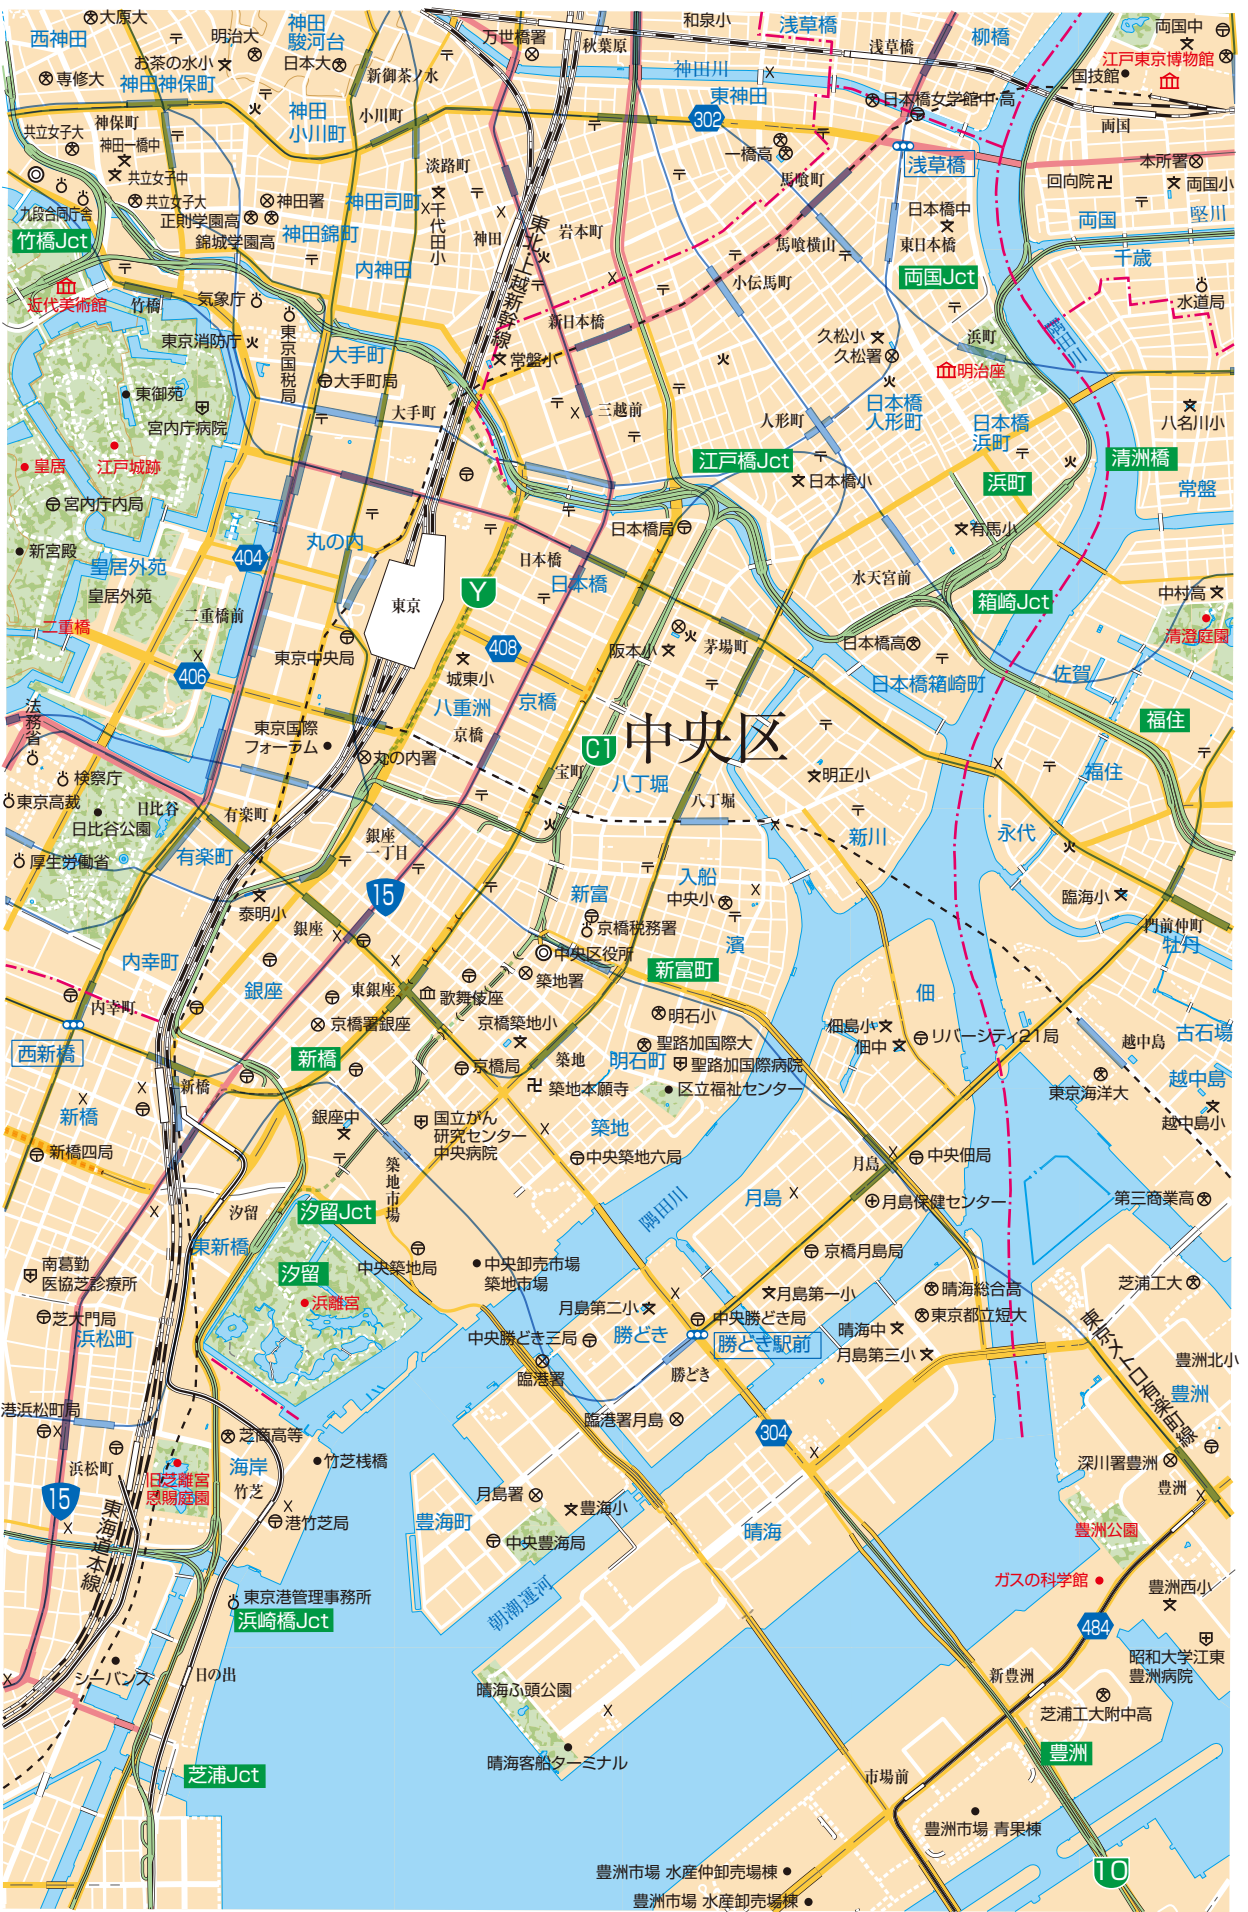 大原大
西神田
神田
駿河台
明治大
お茶の水小
日本大
専修大
神田神保町
新御茶ノ水
万世橋署
秋葉原
和泉小
浅草橋
浅草橋
柳橋
両国中
江戸東京博物館
国技館
神田川
東神田
日本橋女学館中・高
両国
302
神田
小川町
小川町
共立女子大
神保町
神田一橋中
共立女子中
淡路町
一橋高
浅草橋
本所署
回向院
両国小
九段合同庁舎
共立女子大
正則学園高
神田署
錦城学園高
神田錦町
神田司町
千代田小
神田
岩本町
馬喰町
日本橋中
両国
竪川
竹橋Jct
内神田
東北・上越新幹線
馬喰横山
東日本橋
千歳
近代美術館
竹橋
気象庁
小伝馬町
両国Jct
水道局
東京消防庁
東京国税局
大手町
新日本橋
常盤小
久松小
久松署
浜町
隅田川
明治座
東御苑
大手町局
大手町
三越前
人形町
日本橋
人形町
日本橋
浜町
八名川小
宮内庁病院
皇居
江戸城跡
江戸橋Jct
清洲橋
宮内庁内局
日本橋小
浜町
常盤
新宮殿
404
丸の内
日本橋局
有馬小
皇居外苑
日本橋
日本橋
水天宮前
皇居外苑
二重橋前
東京
Y
箱崎Jct
中村高
二重橋
清澄庭園
東京中央局
408
阪本小
茅場町
日本橋高
406
城東小
日本橋箱崎町
佐賀
法務省
八重洲
京橋
京橋
東京国際
フォーラム
丸の内署
C1
中央区
福住
検察庁
宝町
八丁堀
明正小
福住
東京高裁
日比谷
日比谷公園
有楽町
八丁堀
銀座
一丁目
新川
永代
厚生労働省
有楽町
15
泰明小
新富
入船
中央小
臨海小
銀座
京橋税務署
門前仲町
牡丹
内幸町
中央区役所
湊
新富町
築地署
銀座
東銀座
歌舞伎座
佃
内幸町
京橋署銀座
京橋築地小
明石小
佃島小
佃中
リバーシティ21局
古石場
越中島
西新橋
新橋
聖路加国際大
京橋局
築地
明石町
聖路加国際病院
築地本願寺
区立福祉センター
越中島
東京海洋大
新橋
新橋
銀座中
国立がん
研究センター
中央病院
築地
越中島小
新橋四局
中央築地六局
月島
中央佃局
築地市場
隅田川
月島
月島保健センター
第三商業高
汐留
汐留Jct
東新橋
京橋月島局
南葛勤
医協芝診療所
汐留
中央築地局
中央卸売市場
築地市場
浜離宮
月島第二小
月島第一小
晴海総合高
芝浦工大
芝大門局
中央勝どき局
東京都立短大
浜松町
中央勝どき三局
勝どき
勝どき駅前
晴海中
月島第三小
東京メトロ有楽町線
臨港署
勝どき
豊洲北小
豊洲
港浜松町局
臨港署月島
304
芝商高等
浜松町
海岸
竹芝桟橋
深川署豊洲
旧芝離宮
恩賜庭園
竹芝
月島署
豊海小
豊洲
15
港竹芝局
豊海町
晴海
豊洲公園
東海道本線
中央豊海局
ガスの科学館
朝潮運河
豊洲西小
東京港管理事務所
浜崎橋Jct
484
昭和大学江東
豊洲病院
シーバンス
日の出
晴海ふ頭公園
新豊洲
芝浦工大附中高
晴海客船ターミナル
豊洲
芝浦Jct
市場前
豊洲市場 青果棟
豊洲市場 水産仲卸売場棟
10
豊洲市場 水産卸売場棟